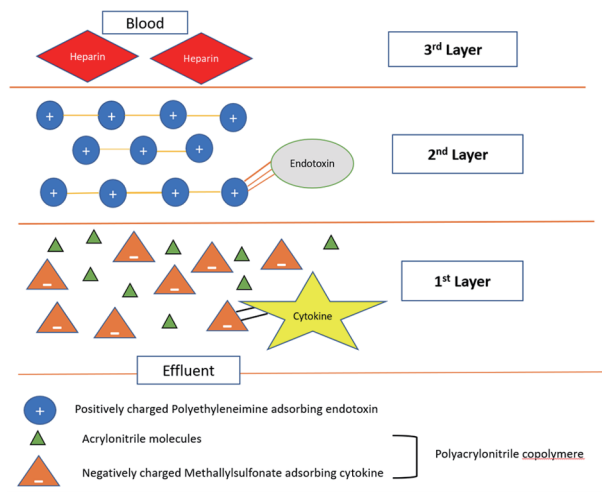 Blood
Heparin
Heparin
3rd Layer
+ + + +
+ + +
2nd Layer
Endotoxin
+ + + +
- - -
- -
1st Layer
- - - Cytokine
Effluent
+ Positively charged Polyethyleneimine adsorbing endotoxin
Acrylonitrile molecules
Polyacrylonitrile copolymere
- Negatively charged Methallylsulfonate adsorbing cytokine